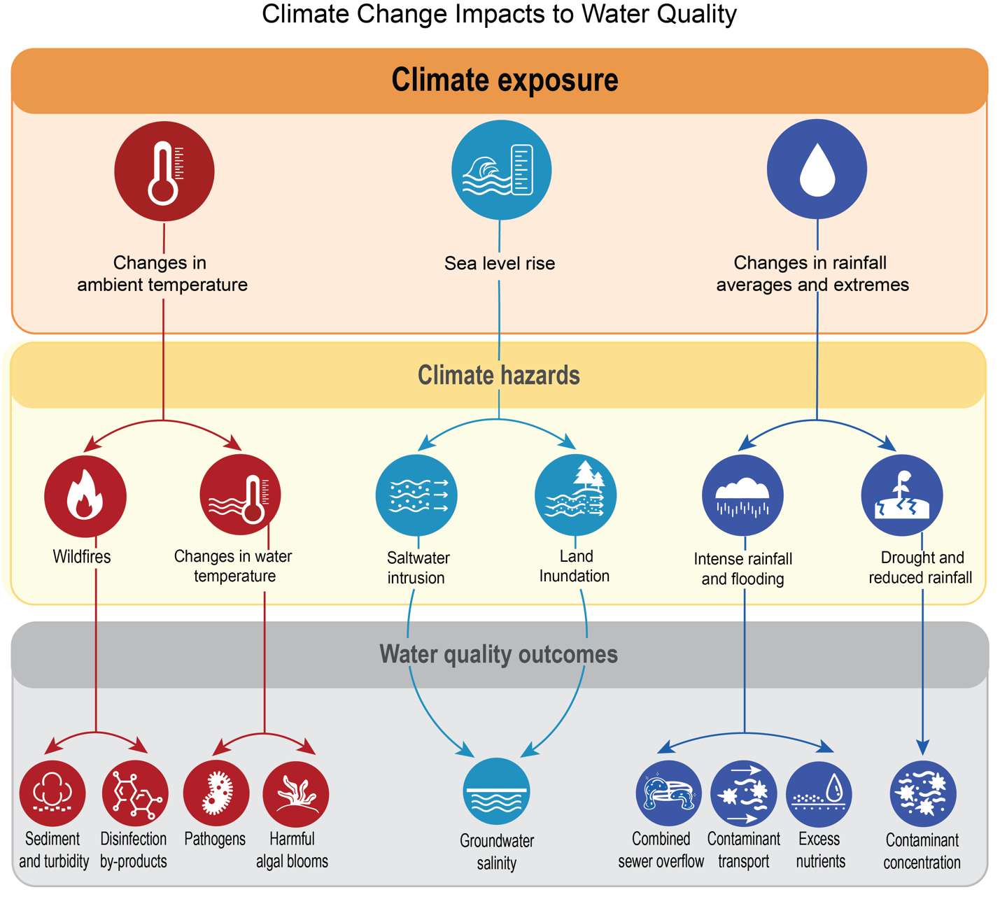 Climate Change Impacts to Water Quality
Climate exposure
Changes in
ambient temperature
Sea level rise
Changes in rainfall
averages and extremes
Climate hazards
Wildfires
Changes in water
temperature
Saltwater
intrusion
Land
Inundation
Intense rainfall
and flooding
Drought and
reduced rainfall
Water quality outcomes
Sediment
and turbidity
Disinfection
by-products
Pathogens
Harmful
algal blooms
Groundwater
salinity
Combined
sewer overflow
Contaminant
transport
Excess
nutrients
Contaminant
concentration